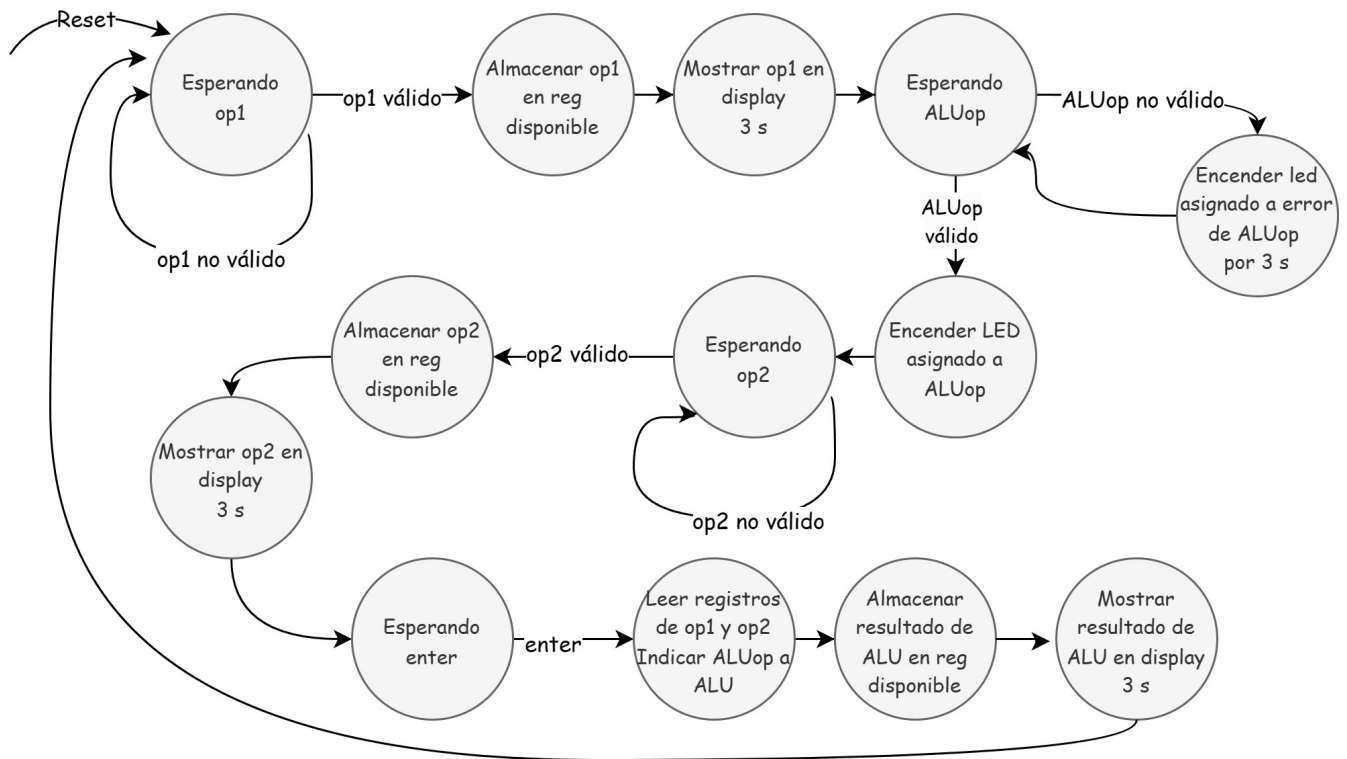 Reset
Esperando
op1
op1 válido
op1 no válido
Almacenar op1
en reg
disponible
Mostrar op1 en
display
3 s
Esperando
ALUop
ALUop no válido
Encender led
asignado a error
de ALUop
por 3 s
ALUop
válido
Encender LED
asignado a
ALUop
Esperando
op2
op2 no válido
op2 válido
Almacenar op2
en reg
disponible
Mostrar op2 en
display
3 s
Esperando
enter
enter
Leer registros
de op1 y op2
Indicar ALUop a
ALU
Almacenar
resultado de
ALU en reg
disponible
Mostrar
resultado de
ALU en display
3 s